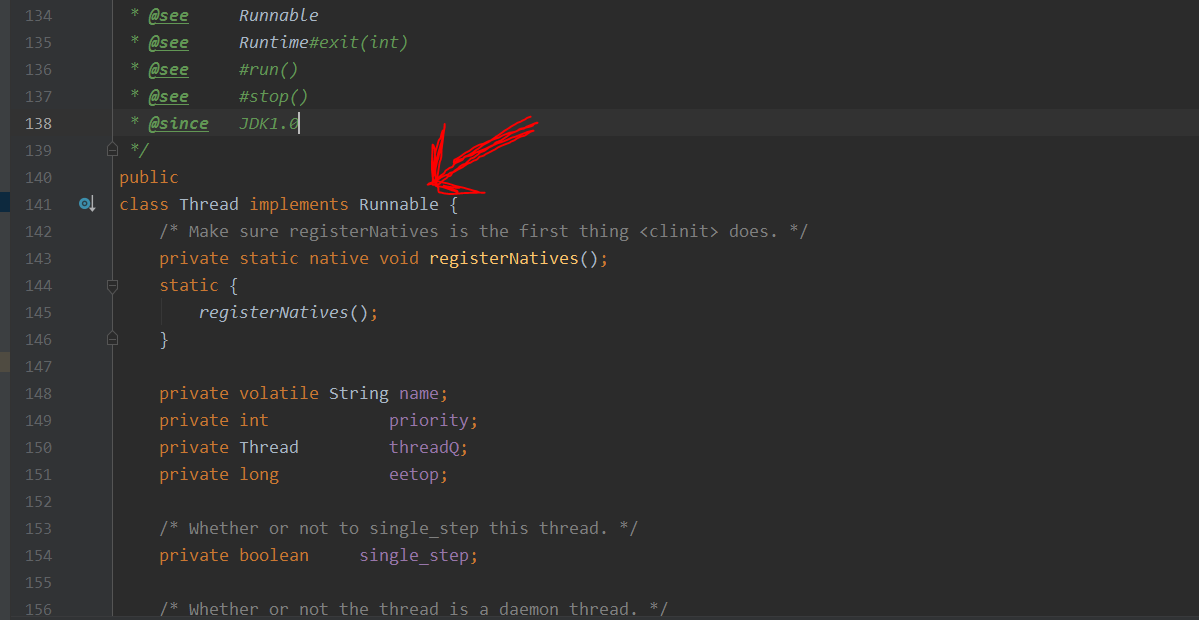 134 * @see Runnable
135 * @see Runtime#exit(int)
136 * @see #run()
137 * @see #stop()
138 * @since JDK1.0
139 */
140 public
141 class Thread implements Runnable {
142 /* Make sure registerNatives is the first thing <clinit> does. */
143 private static native void registerNatives();
144 static {
145 registerNatives();
146 }
147
148 private volatile String name;
149 private int priority;
150 private Thread threadQ;
151 private long eetop;
152
153 /* Whether or not to single_step this thread. */
154 private boolean single_step;
155
156 /* Whether or not the thread is a daemon thread. */